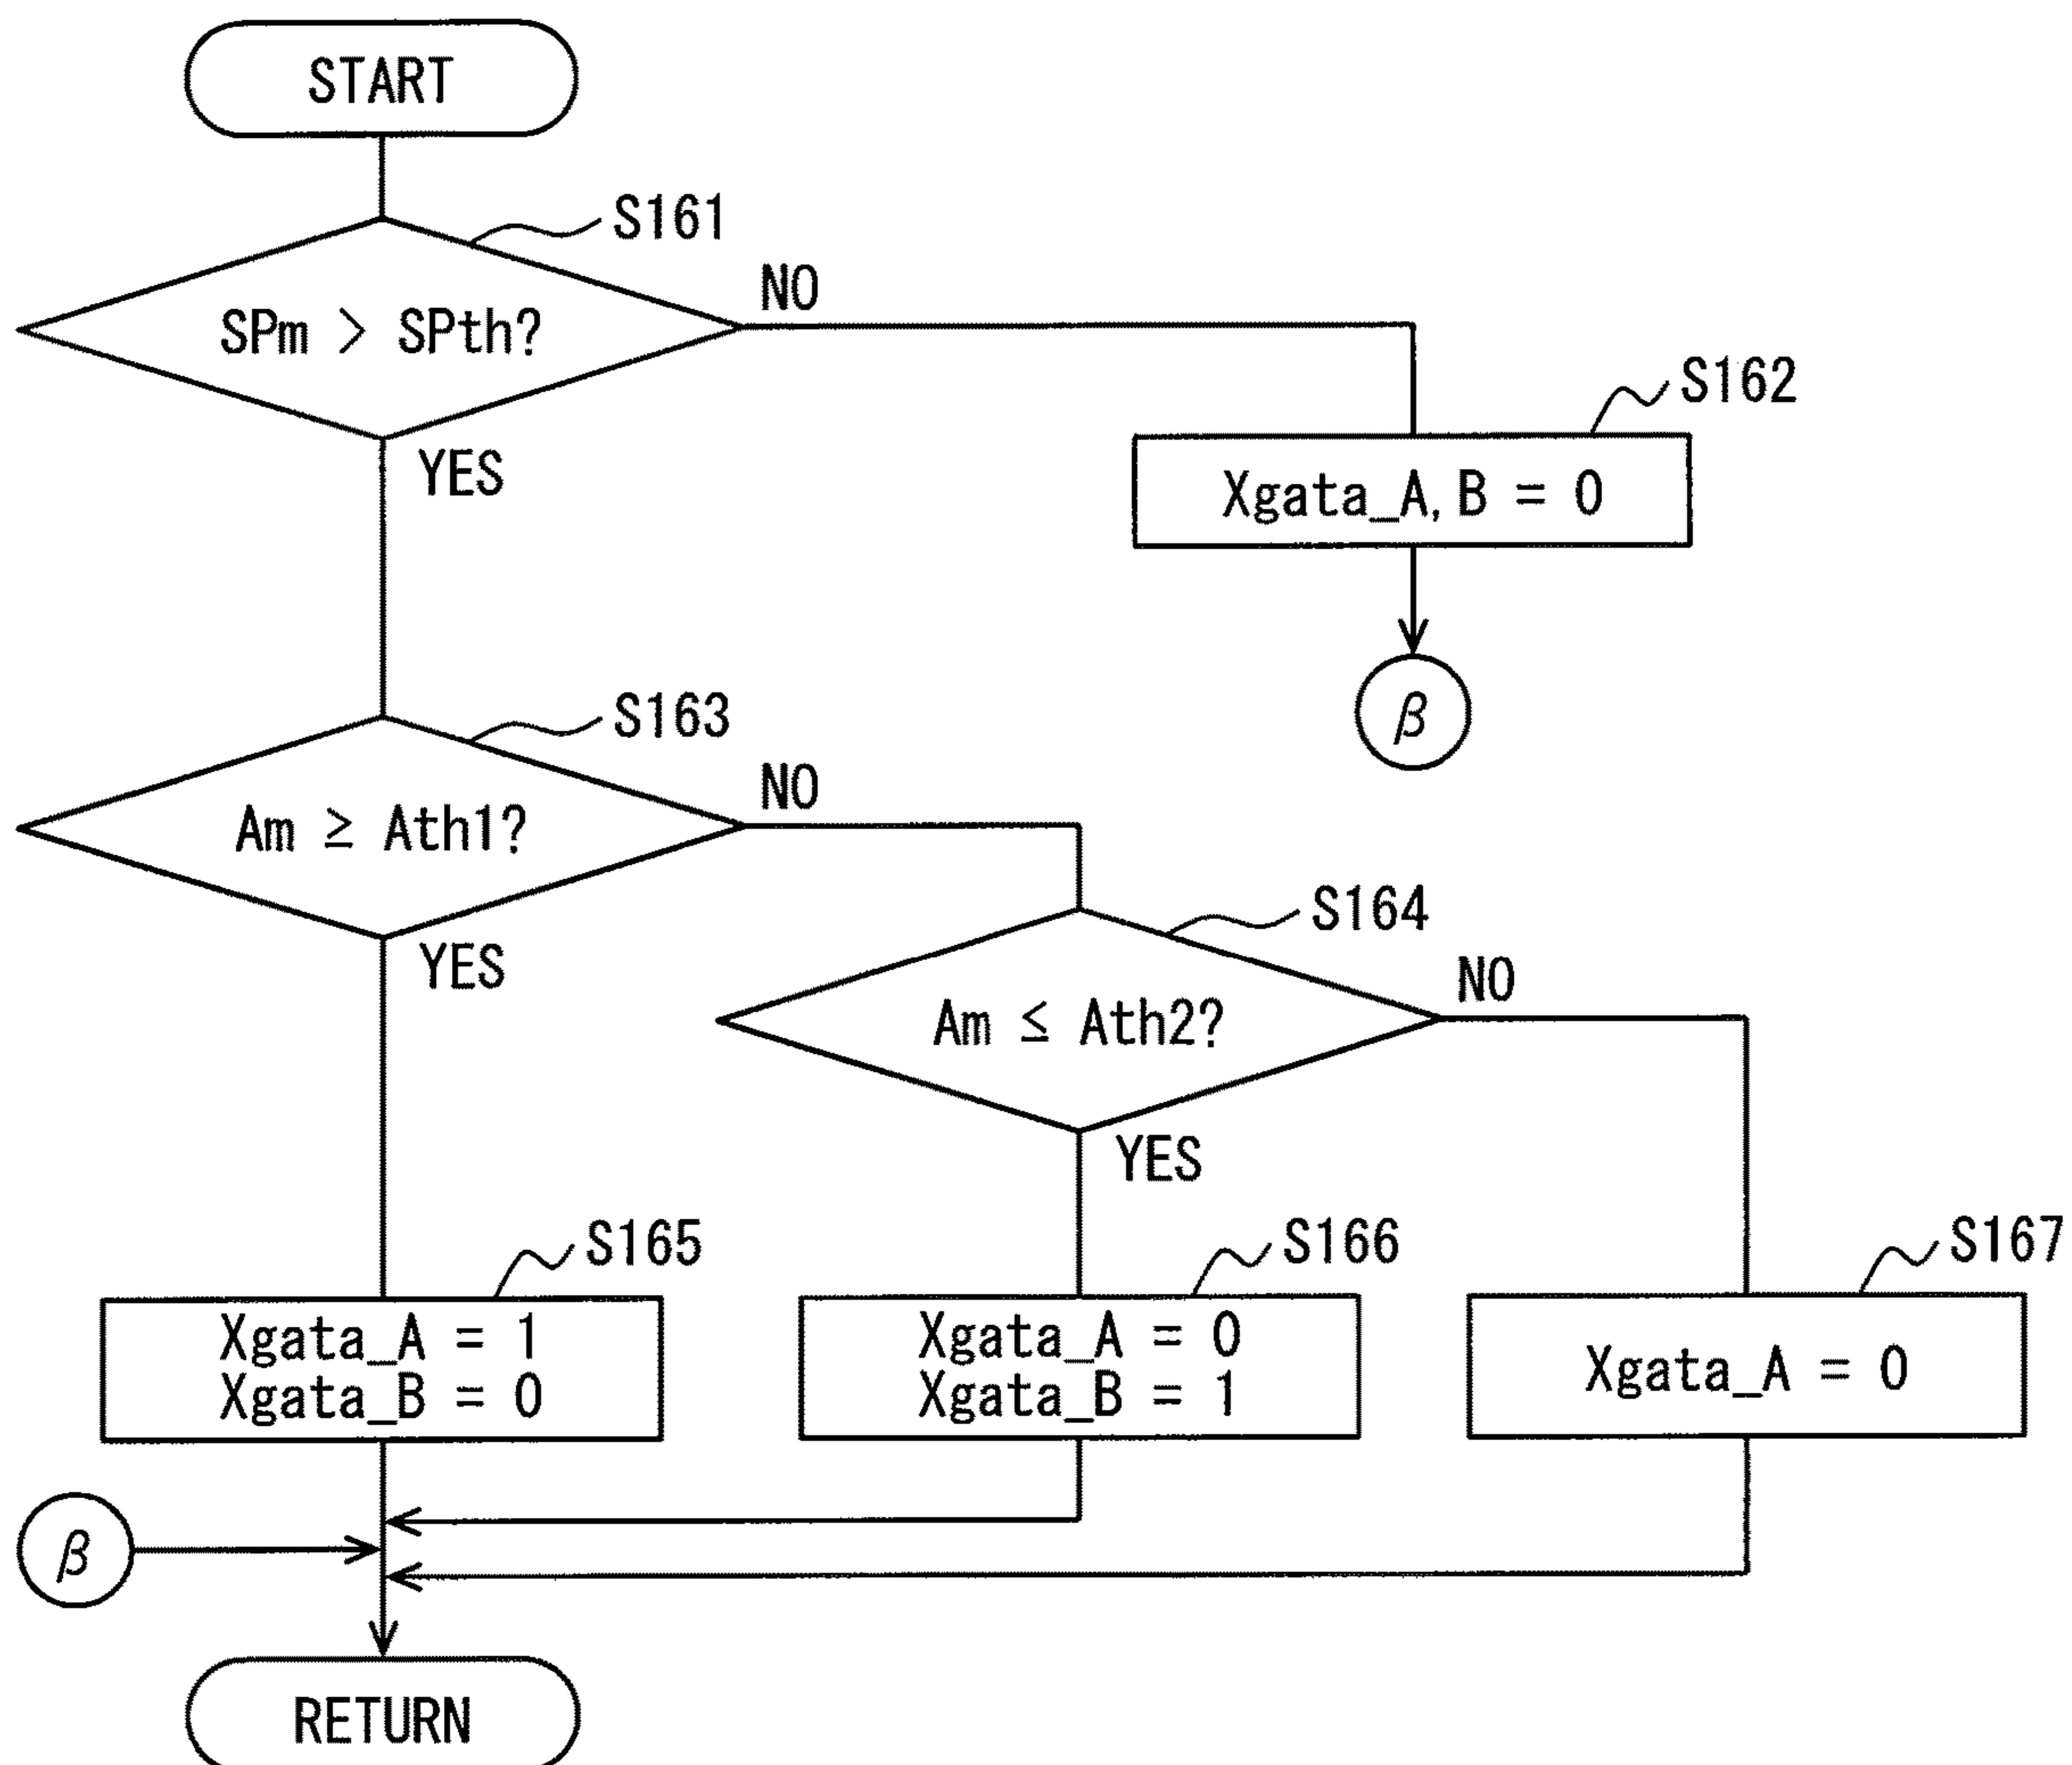 START
S161
SPm > SPth?
NO
YES
S162
Xgata_A, B = 0
β
S163
Am ≥ Ath1?
NO
YES
S164
Am ≤ Ath2?
NO
YES
S165
Xgata_A = 1
Xgata_B = 0
S166
Xgata_A = 0
Xgata_B = 1
S167
Xgata_A = 0
β
RETURN